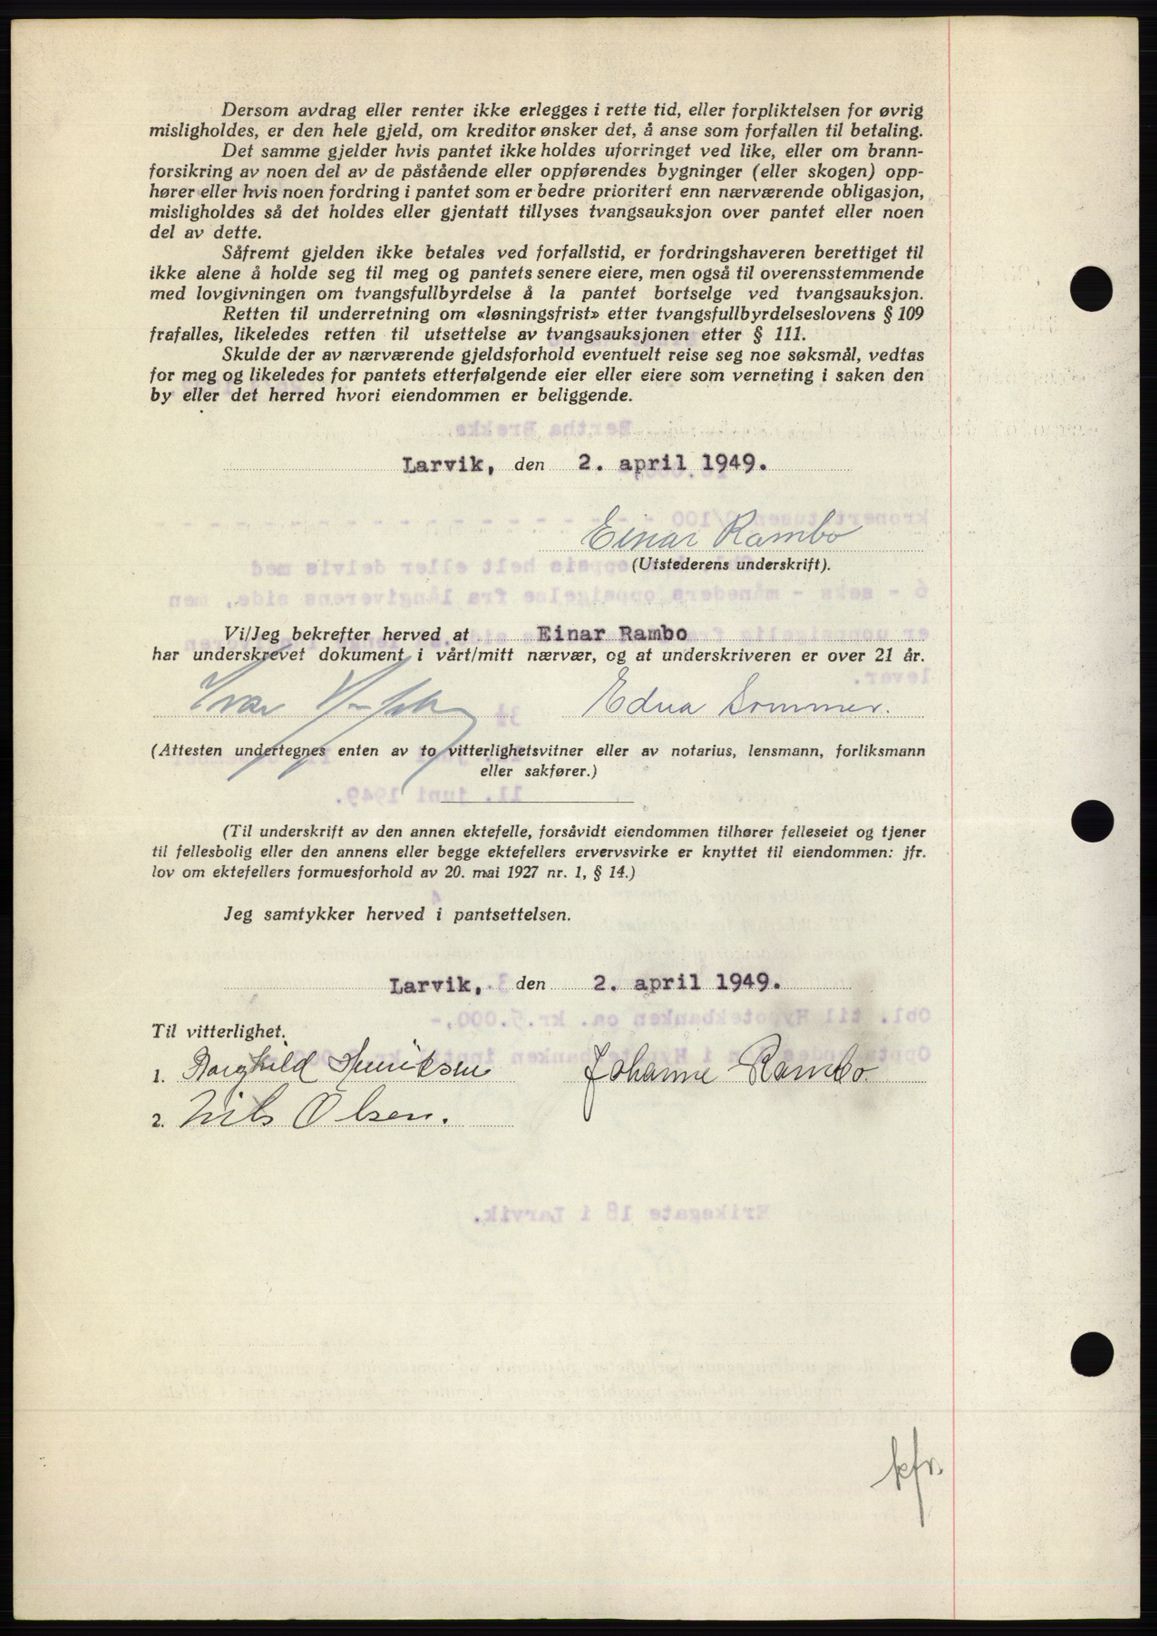 Dersom avdrag eller renter ikke erlegges i rette tid, eller forpliktelsen for øvrig
misligholdes, er den hele gjeld, om kreditor ønsker det, å anse som forfallen til betaling.
Det samme gjelder hvis pantet ikke holdes uforringet ved like, eller om brann-
forsikring av noen del av de påstående eller oppførendes bygninger (eller skogen) opp-
hører eller hvis noen fordring i pantet som er bedre prioritert enn nærværende obligasjon,
misligholdes så det holdes eller gjentatt tillyses tvangsauksjon over pantet eller noen
del av dette.
Såfremt gjelden ikke betales ved forfallstid, er fordringshaveren berettiget til
ikke alene å holde seg til meg og pantets senere eiere, men også til overensstemmende
med lovgivningen om tvangsfullbyrdelse å la pantet bortselge ved tvangsauksjon.
Retten til underretning om «løsningsfrist» etter tvangsfullbyrdelseslovens § 109
frafalles, likeledes retten til utsettelse av tvangsauksjonen etter § 111.
Skulde der av nærværende gjeldsforhold eventuelt reise seg noe søksmål, vedtas
for meg og likeledes for pantets etterfølgende eier eller eiere som verneting i saken den
by eller det herred hvori eiendommen er beliggende.
Larvik, den 2. april 1949.
Einar Rambo
(Utstederens underskrift).
Vi/Jeg bekrefter herved at Einar Rambo
har underskrevet dokument i vårt/mitt nærvær, og at underskriveren er over 21 år.
Ivar Edna Sommer.
(Attesten undertegnes enten av to vitterlighetsvitner eller av notarius, lensmann, forliksmann
eller sakfører.)
(Til underskrift av den annen ektefelle, forsåvidt eiendommen tilhører felleseiet og tjener
til fellesbolig eller den annens eller begge ektefellers ervervsvirke er knyttet til eiendommen: jfr.
lov om ektefellers formuesforhold av 20. mai 1927 nr. 1, § 14.)
Jeg samtykker herved i pantsettelsen.
Larvik, den 2. april 1949.
Til vitterlighet.
1. Borghild Henriksen Johanne Rambo
2. Nils Olsen.
kfr.